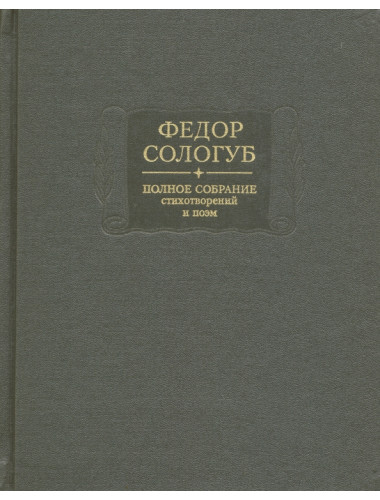 ФЕДОР
СОЛОГУБ
ПОЛНОЕ СОБРАНИЕ
стихотворений
и поэм